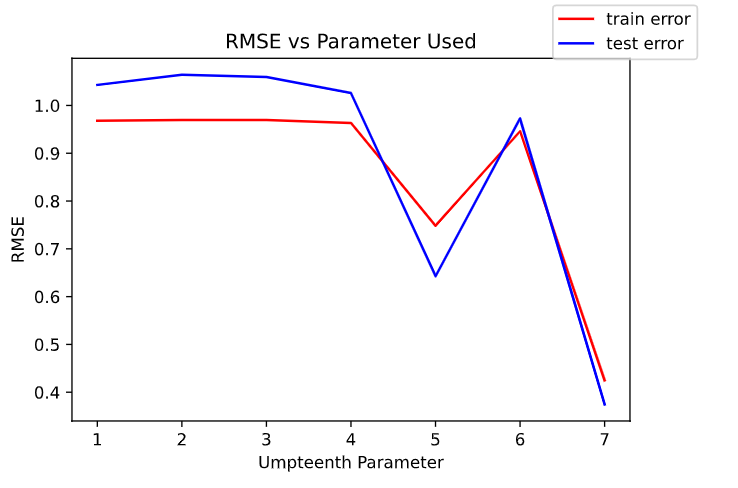 train error
test error
RMSE vs Parameter Used
1.0
0.9
0.8
0.7
0.6
0.5
0.4
RMSE
1 2 3 4 5 6 7
Umpteenth Parameter